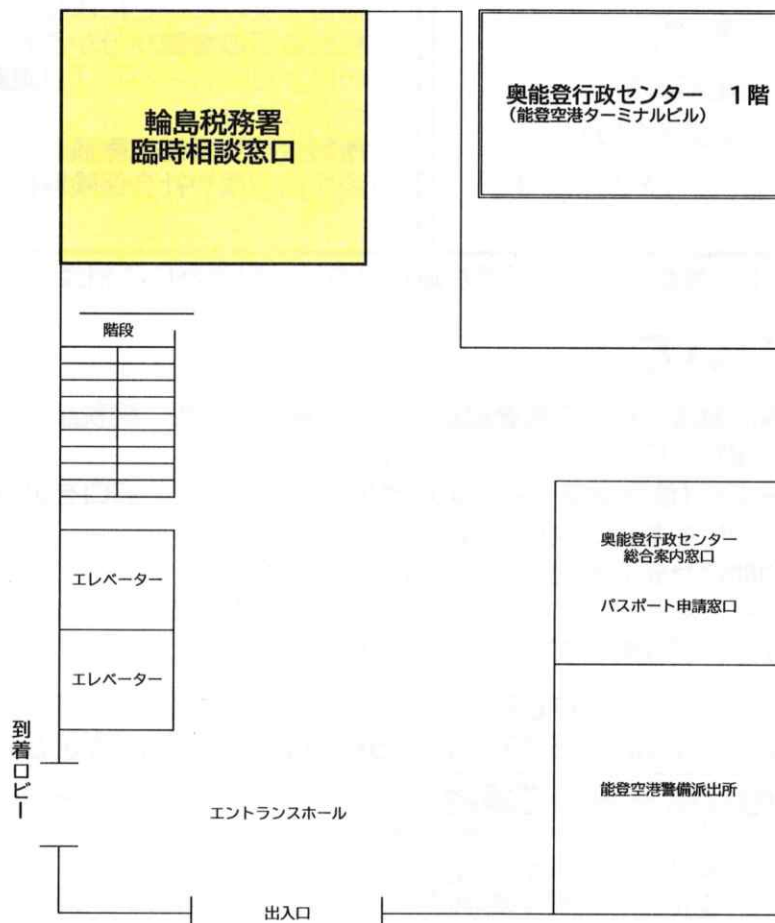 輪島税務署
臨時相談窓口
奥能登行政センター　1階
（能登空港ターミナルビル）
階段
エレベーター
エレベーター
奥能登行政センター
総合案内窓口
パスポート申請窓口
到着ロビー
エントランスホール
能登空港警備派出所
出入口